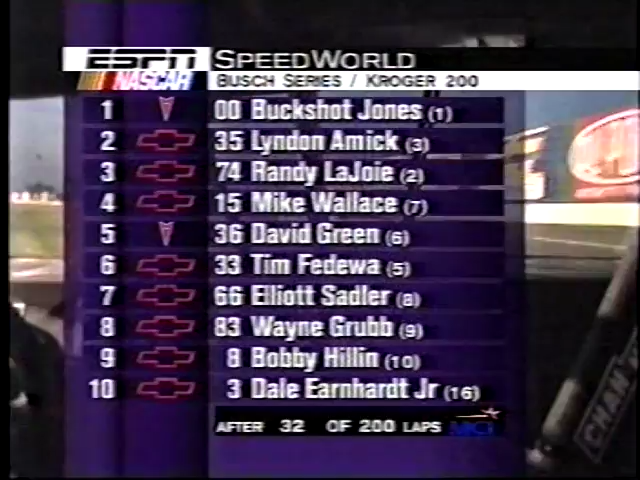 ESPN SPEEDWORLD
NASCAR BUSCH SERIES / KROGER 200
1 00 Buckshot Jones (1)
2 35 Lyndon Amick (3)
3 74 Randy LaJoie (2)
4 15 Mike Wallace (7)
5 36 David Green (6)
6 33 Tim Fedewa (5)
7 66 Elliott Sadler (8)
8 83 Wayne Grubb (9)
9 8 Bobby Hillin (10)
10 3 Dale Earnhardt Jr (16)
AFTER 32 OF 200 LAPS MCI